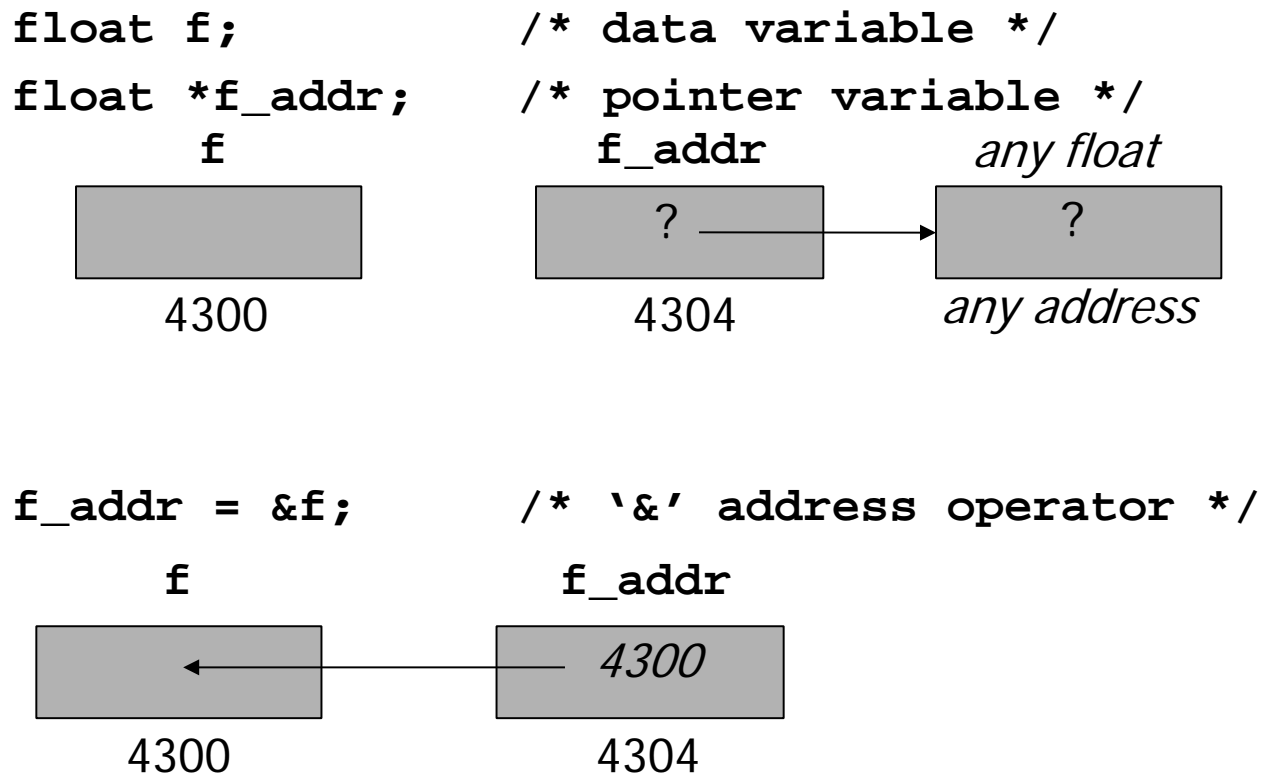 float f; /* data variable */
float *f_addr; /* pointer variable */
f f_addr any float
? ?
4300 4304 any address
f_addr = &f; /* ‘&’ address operator */
f f_addr
4300
4300 4304